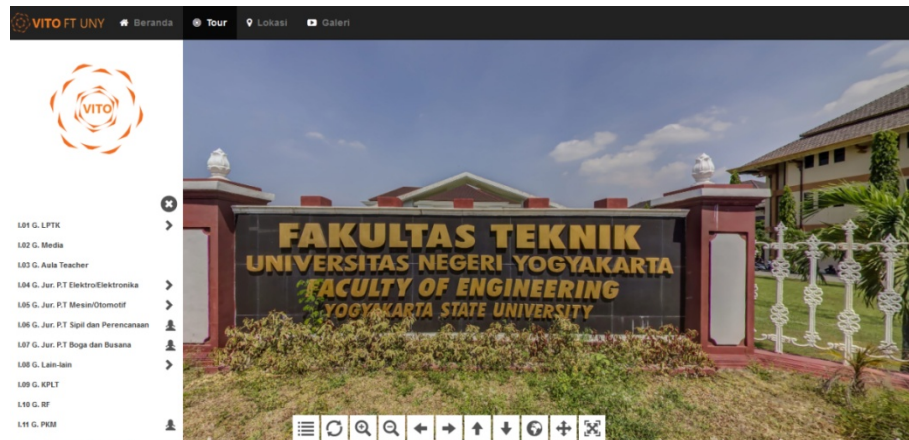 VITO FT UNY Beranda Tour Lokasi Galeri
VITO
I.01 G. LPTK
I.02 G. Media
I.03 G. Aula Teacher
I.04 G. Jur. P.T Elektro/Elektronika
I.05 G. Jur. P.T Mesin/Otomotif
I.06 G. Jur. P.T Sipil dan Perencanaan
I.07 G. Jur. P.T Boga dan Busana
I.08 G. Lain-lain
I.09 G. KPLT
I.10 G. RF
I.11 G. PKM
FAKULTAS TEKNIK
UNIVERSITAS NEGERI YOGYAKARTA
FACULTY OF ENGINEERING
YOGYAKARTA STATE UNIVERSITY